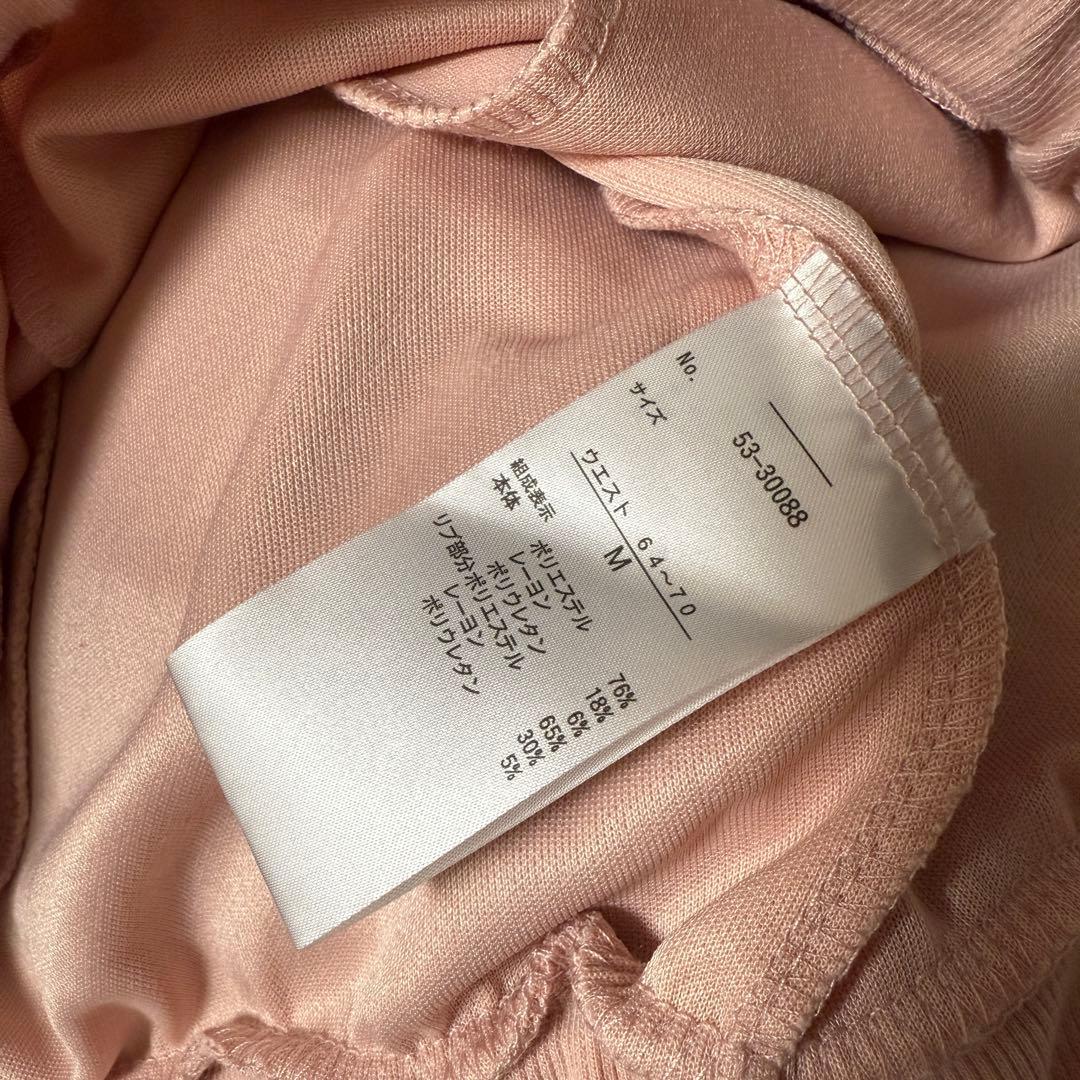 No. 53-30088
サイズ
ウエスト 64～70
M
組成表示
本体 ポリエステル 76%
レーヨン 18%
ポリウレタン 6%
リブ部分ポリエステル 65%
レーヨン 30%
ポリウレタン 5%